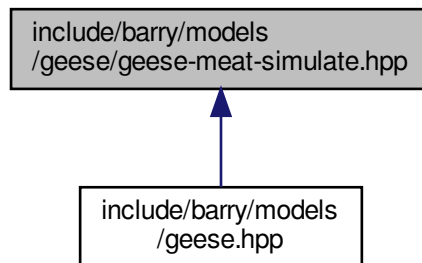 include/barry/models
/geese/geese-meat-simulate.hpp
include/barry/models
/geese.hpp